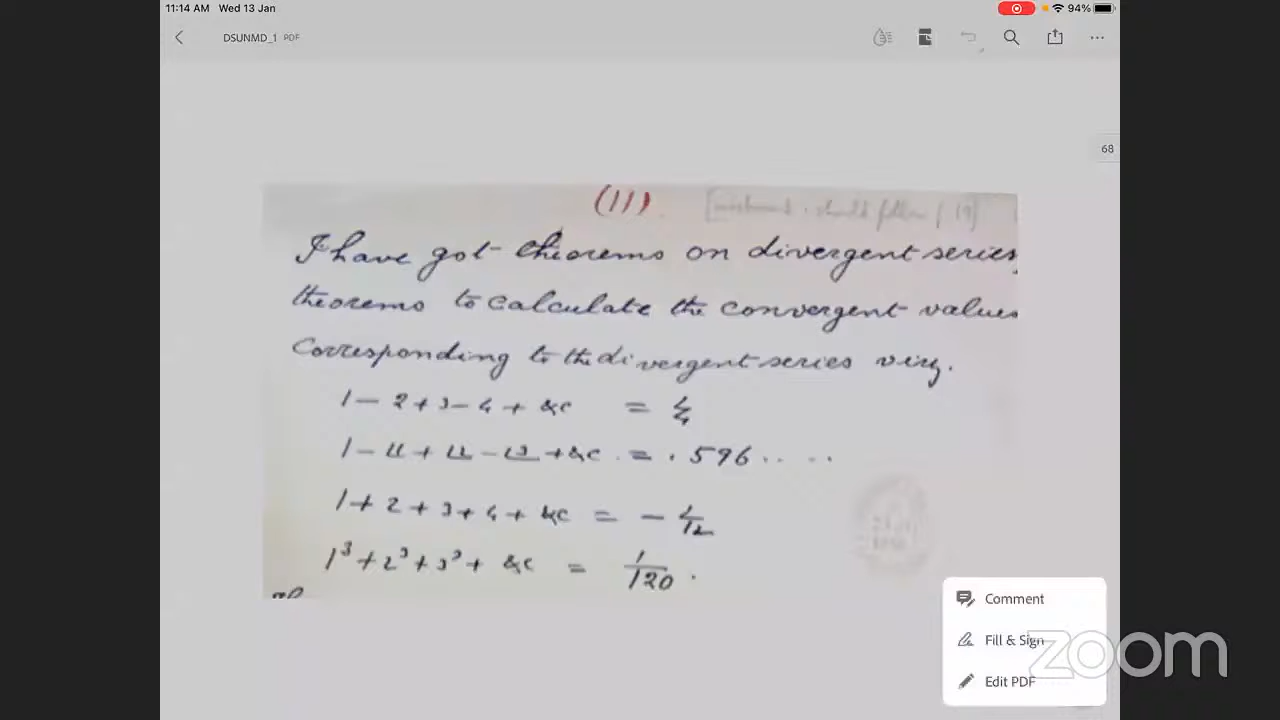 11:14 AM Wed 13 Jan
94%
DSUNMD_1 PDF
68
(11)
I have got theorems on divergent series,
theorems to calculate the convergent values
corresponding to the divergent series viz.
1 - 2 + 3 - 4 + &c = 1/4
1 - |1 + |2 - |3 + &c = .596.. ...
1 + 2 + 3 + 4 + &c = - 1/12
1³ + 2³ + 3³ + &c = 1/120 .
Comment
Fill & Sign
Edit PDF
zoom